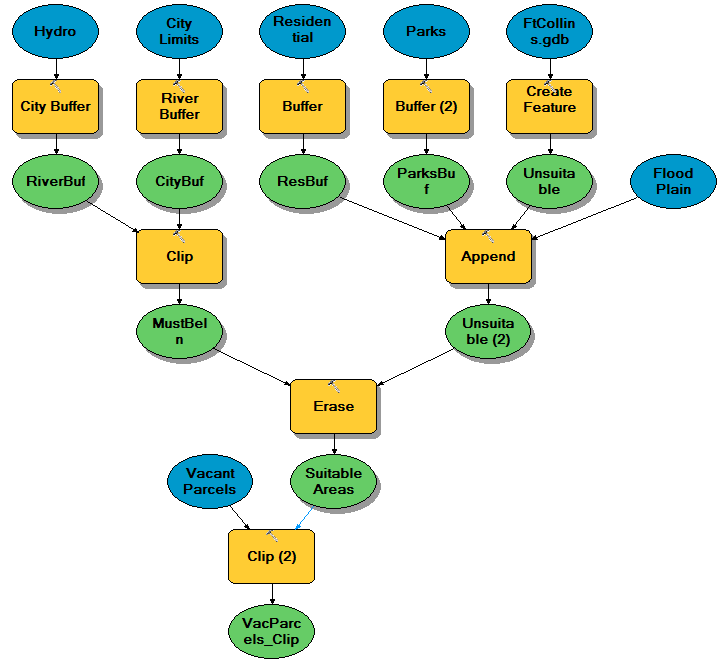 Hydro
City
Limits
Residen
tial
Parks
FtCollin
s.gdb
City Buffer
River
Buffer
Buffer
Buffer (2)
Create
Feature
RiverBuf
CityBuf
ResBuf
ParksBu
f
Unsuita
ble
Flood
Plain
Clip
Append
MustBeI
n
Unsuita
ble (2)
Erase
Vacant
Parcels
Suitable
Areas
Clip (2)
VacParc
els_Clip